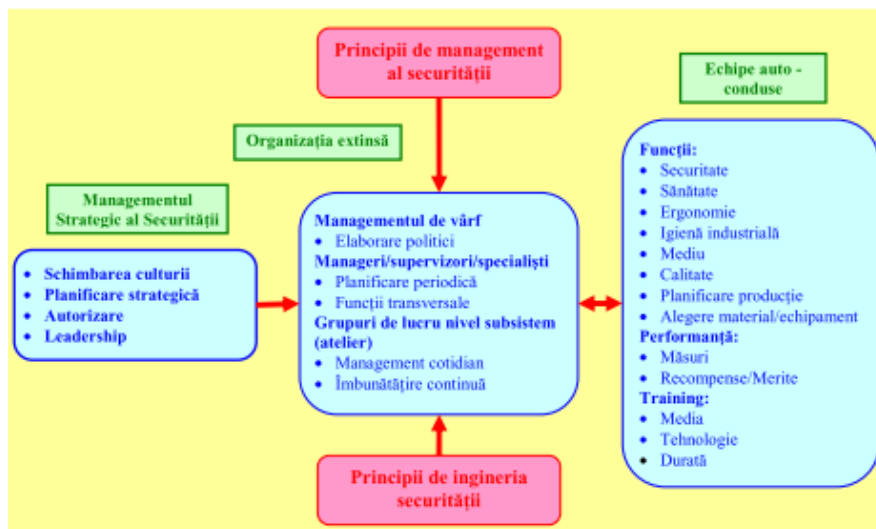 Principii de management
al securității
Echipe auto -
conduse
Organizația extinsă
Managementul
Strategic al Securității
• Schimbarea culturii
• Planificare strategică
• Autorizare
• Leadership
Managementul de vârf
• Elaborare politici
Manageri/supervizori/specialiști
• Planificare periodică
• Funcții transversale
Grupuri de lucru nivel subsistem
(atelier)
• Management cotidian
• Îmbunătățire continuă
Funcții:
• Securitate
• Sănătate
• Ergonomie
• Igienă industrială
• Mediu
• Calitate
• Planificare producție
• Alegere material/echipament
Performanță:
• Măsuri
• Recompense/Merite
Training:
• Media
• Tehnologie
• Durată
Principii de ingineria
securității